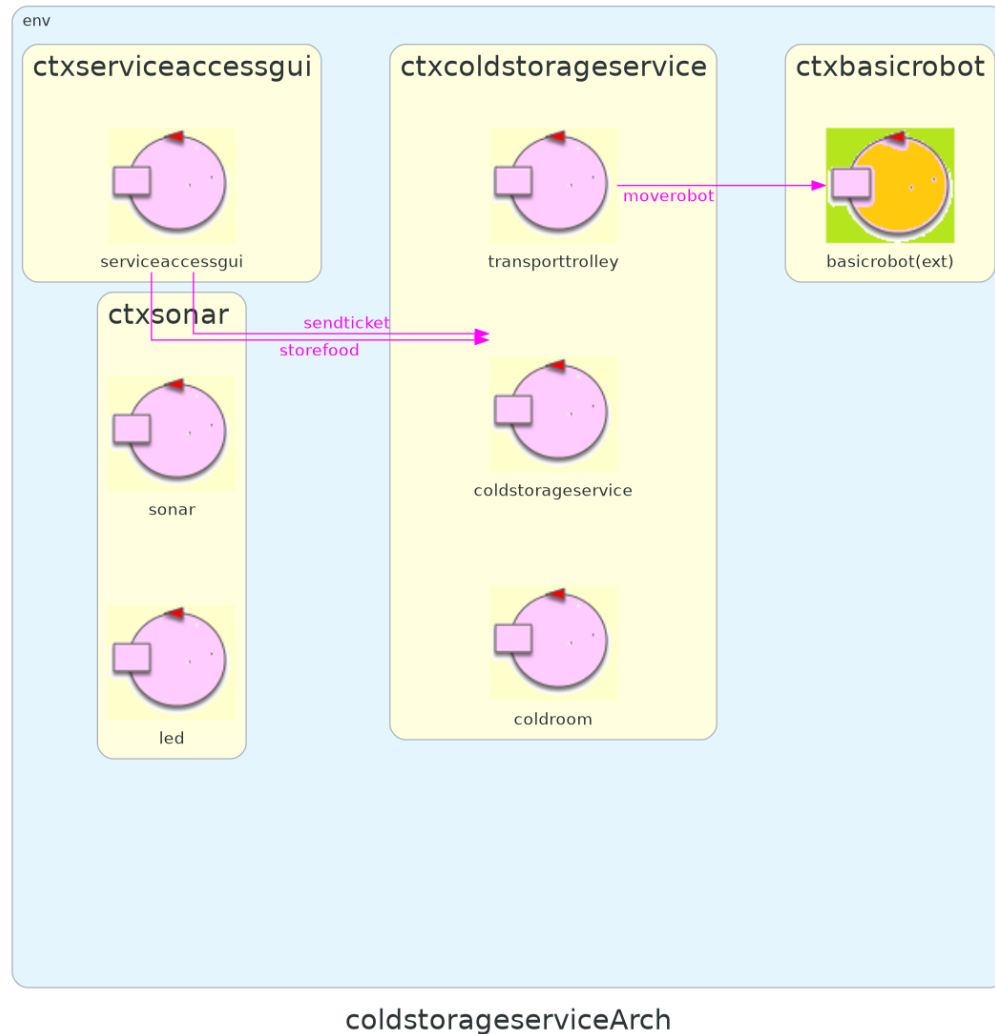 env
ctxserviceaccessgui
ctxcoldstorageservice
ctxbasicrobot
moverobot
serviceaccessgui
transporttrolley
basicrobot(ext)
ctxsonar
sendticket
storefood
coldstorageservice
sonar
coldroom
led
coldstorageserviceArch